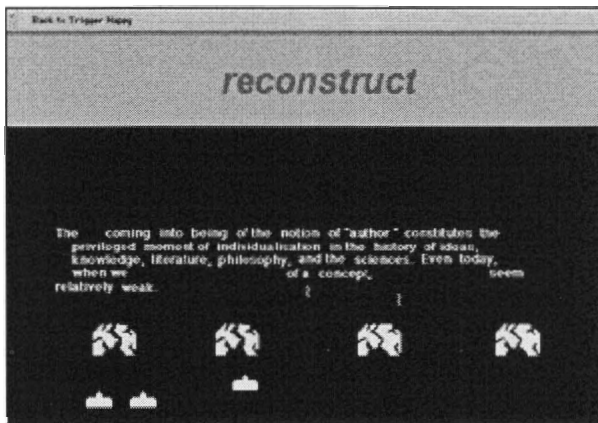 Back to Trigger Happy
reconstruct
The coming into being of the notion of "author" constitutes the
privileged moment of individualisation in the history of ideas,
knowledge, literature, philosophy, and the sciences. Even today,
when we of a concept, seem
relatively weak.